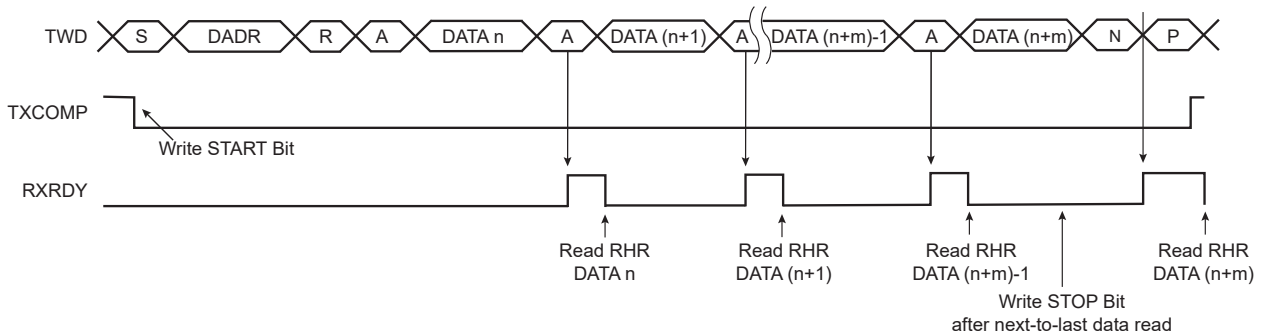 TWD S DADR R A DATA n A DATA (n+1) A DATA (n+m)-1 A DATA (n+m) N P
TXCOMP
Write START Bit
RXRDY
Read RHR
DATA n
Read RHR
DATA (n+1)
Read RHR
DATA (n+m)-1
Read RHR
DATA (n+m)
Write STOP Bit
after next-to-last data read